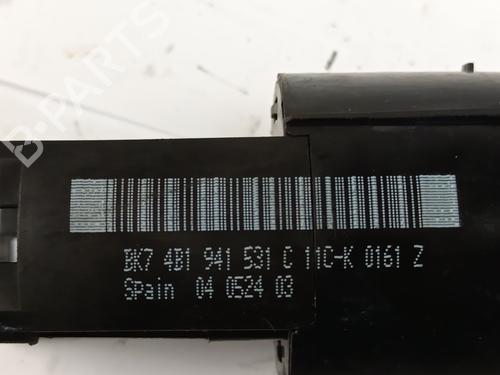 BK7 4B1 941 531 C 11C-K 0161 Z
SPain 04 0524 03
B-PARTS